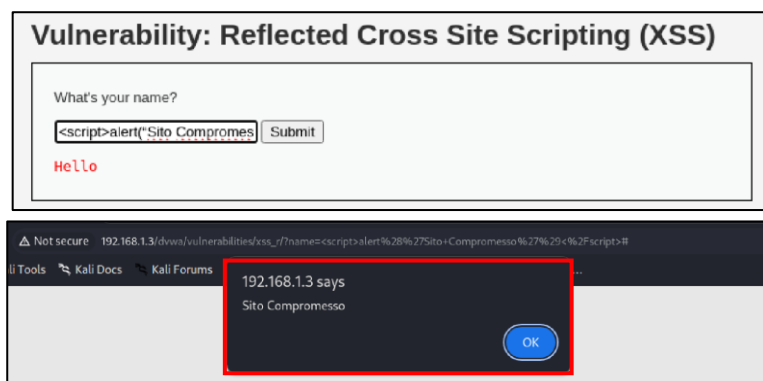 Vulnerability: Reflected Cross Site Scripting (XSS)
What's your name?
<script>alert("Sito Compromes
Submit
Hello
Not secure 192.168.1.3/dvwa/vulnerabilities/xss_r/?name=<script>alert%28%27Sito+Compromesso%27%29<%2Fscript>#
li Tools Kali Docs Kali Forums ...
192.168.1.3 says
Sito Compromesso
OK